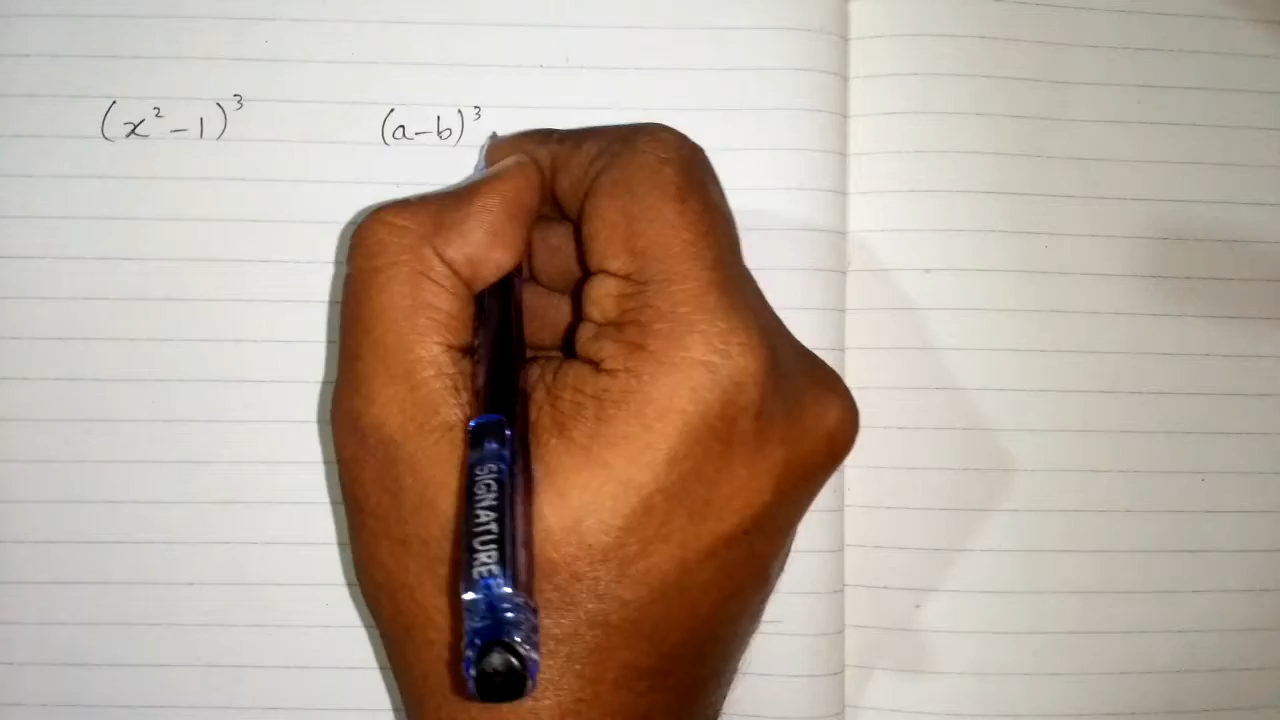 (x² – 1)³ (a – b)³
SIGNATURE